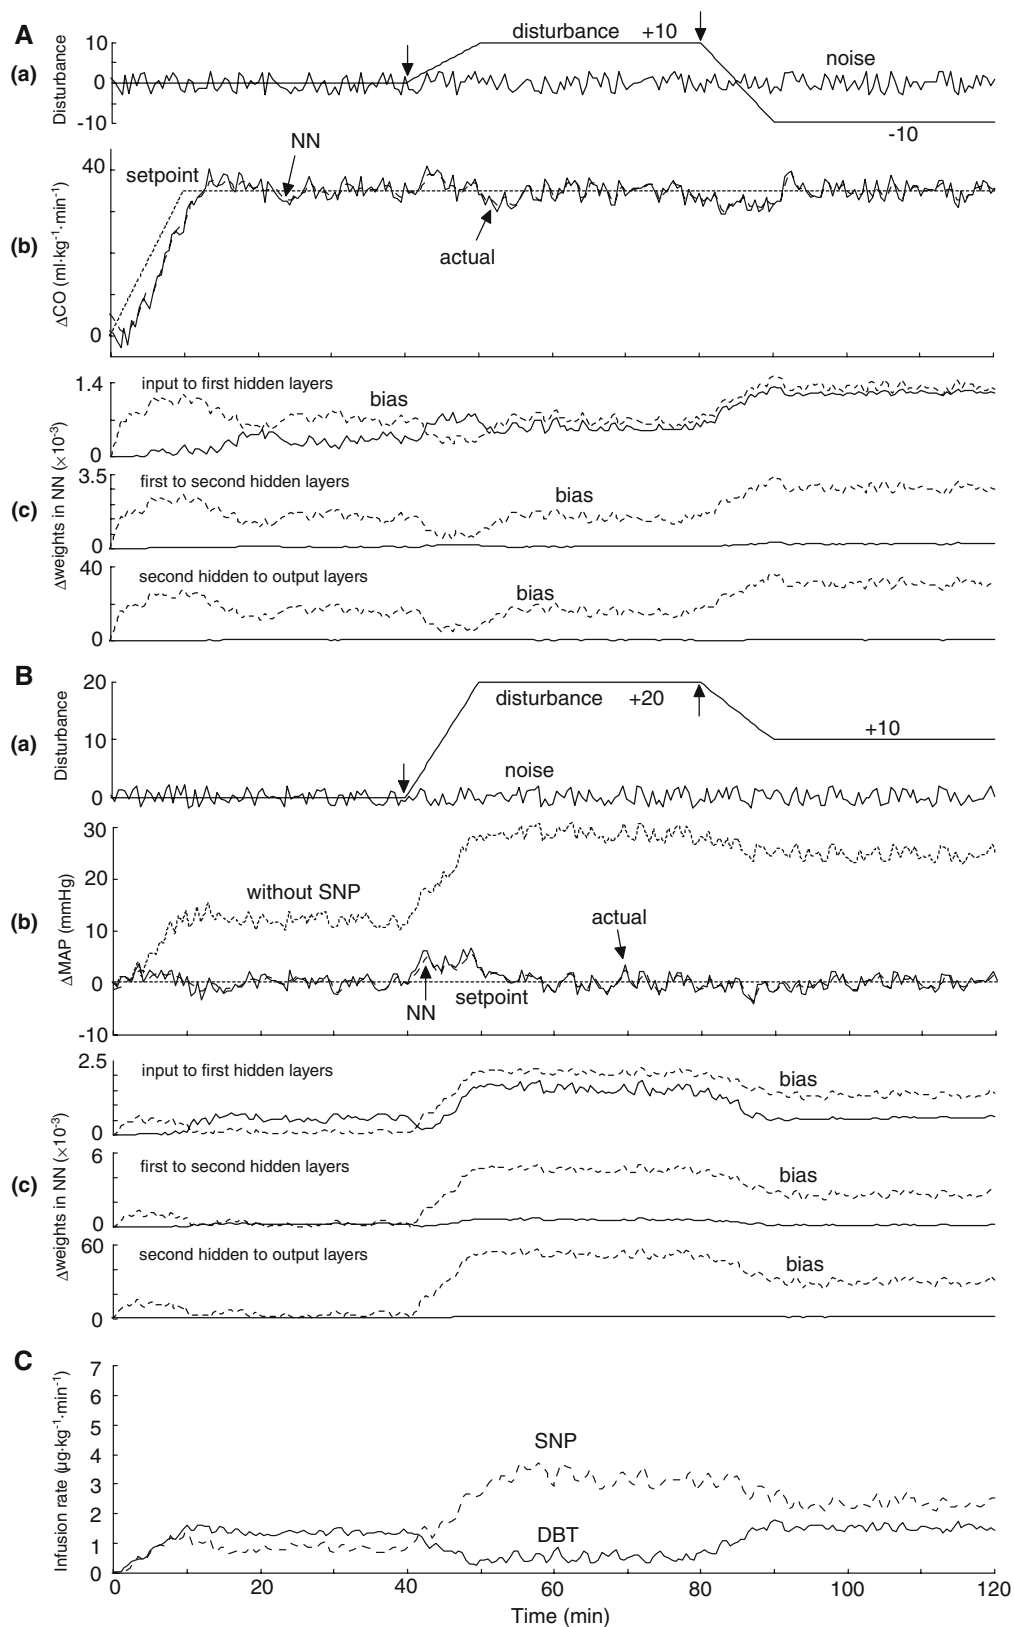 A
(a)
Disturbance
10
0
-10
disturbance +10
noise
-10
(b)
ΔCO (ml·kg⁻¹·min⁻¹)
40
0
setpoint
NN
actual
(c)
Δweights in NN (×10⁻³)
1.4
0
input to first hidden layers
bias
3.5
0
first to second hidden layers
bias
40
0
second hidden to output layers
bias
B
(a)
Disturbance
20
10
0
disturbance +20
+10
noise
(b)
ΔMAP (mmHg)
30
20
10
0
-10
without SNP
actual
NN
setpoint
(c)
Δweights in NN (×10⁻³)
2.5
0
input to first hidden layers
bias
6
0
first to second hidden layers
bias
60
0
second hidden to output layers
bias
C
Infusion rate (µg·kg⁻¹·min⁻¹)
7
6
5
4
3
2
1
0
SNP
DBT
0 20 40 60 80 100 120
Time (min)